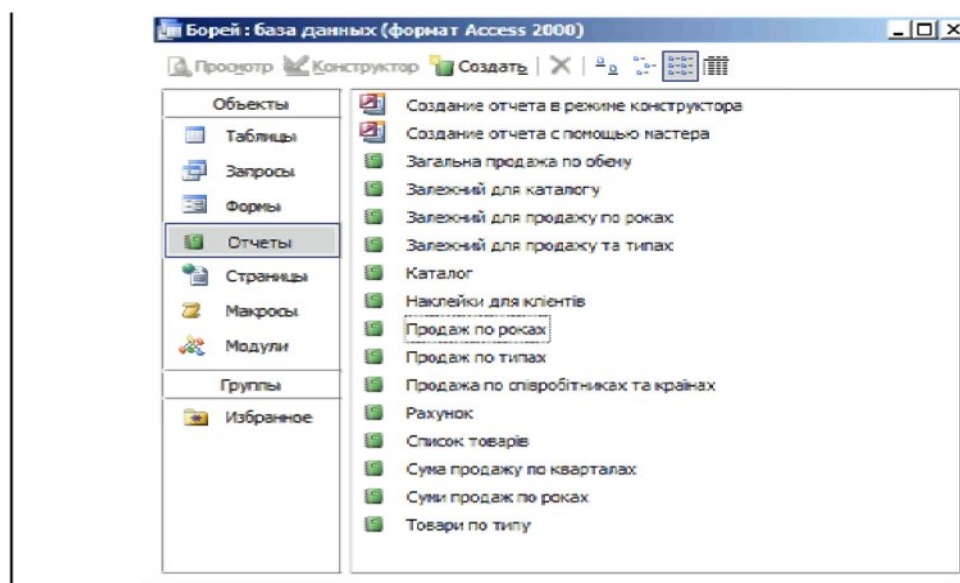 Борей : база данных (формат Access 2000)
Просмотр Конструктор Создать
Объекты
Таблицы
Запросы
Формы
Отчеты
Страницы
Макросы
Модули
Группы
Избранное
Создание отчета в режиме конструктора
Создание отчета с помощью мастера
Загальна продажа по обему
Залежний для каталогу
Залежний для продажу по роках
Залежний для продажу та типах
Каталог
Наклейки для клієнтів
Продаж по роках
Продаж по типах
Продажа по співробітниках та країнах
Рахунок
Список товарів
Сума продажу по кварталах
Суми продаж по роках
Товари по типу